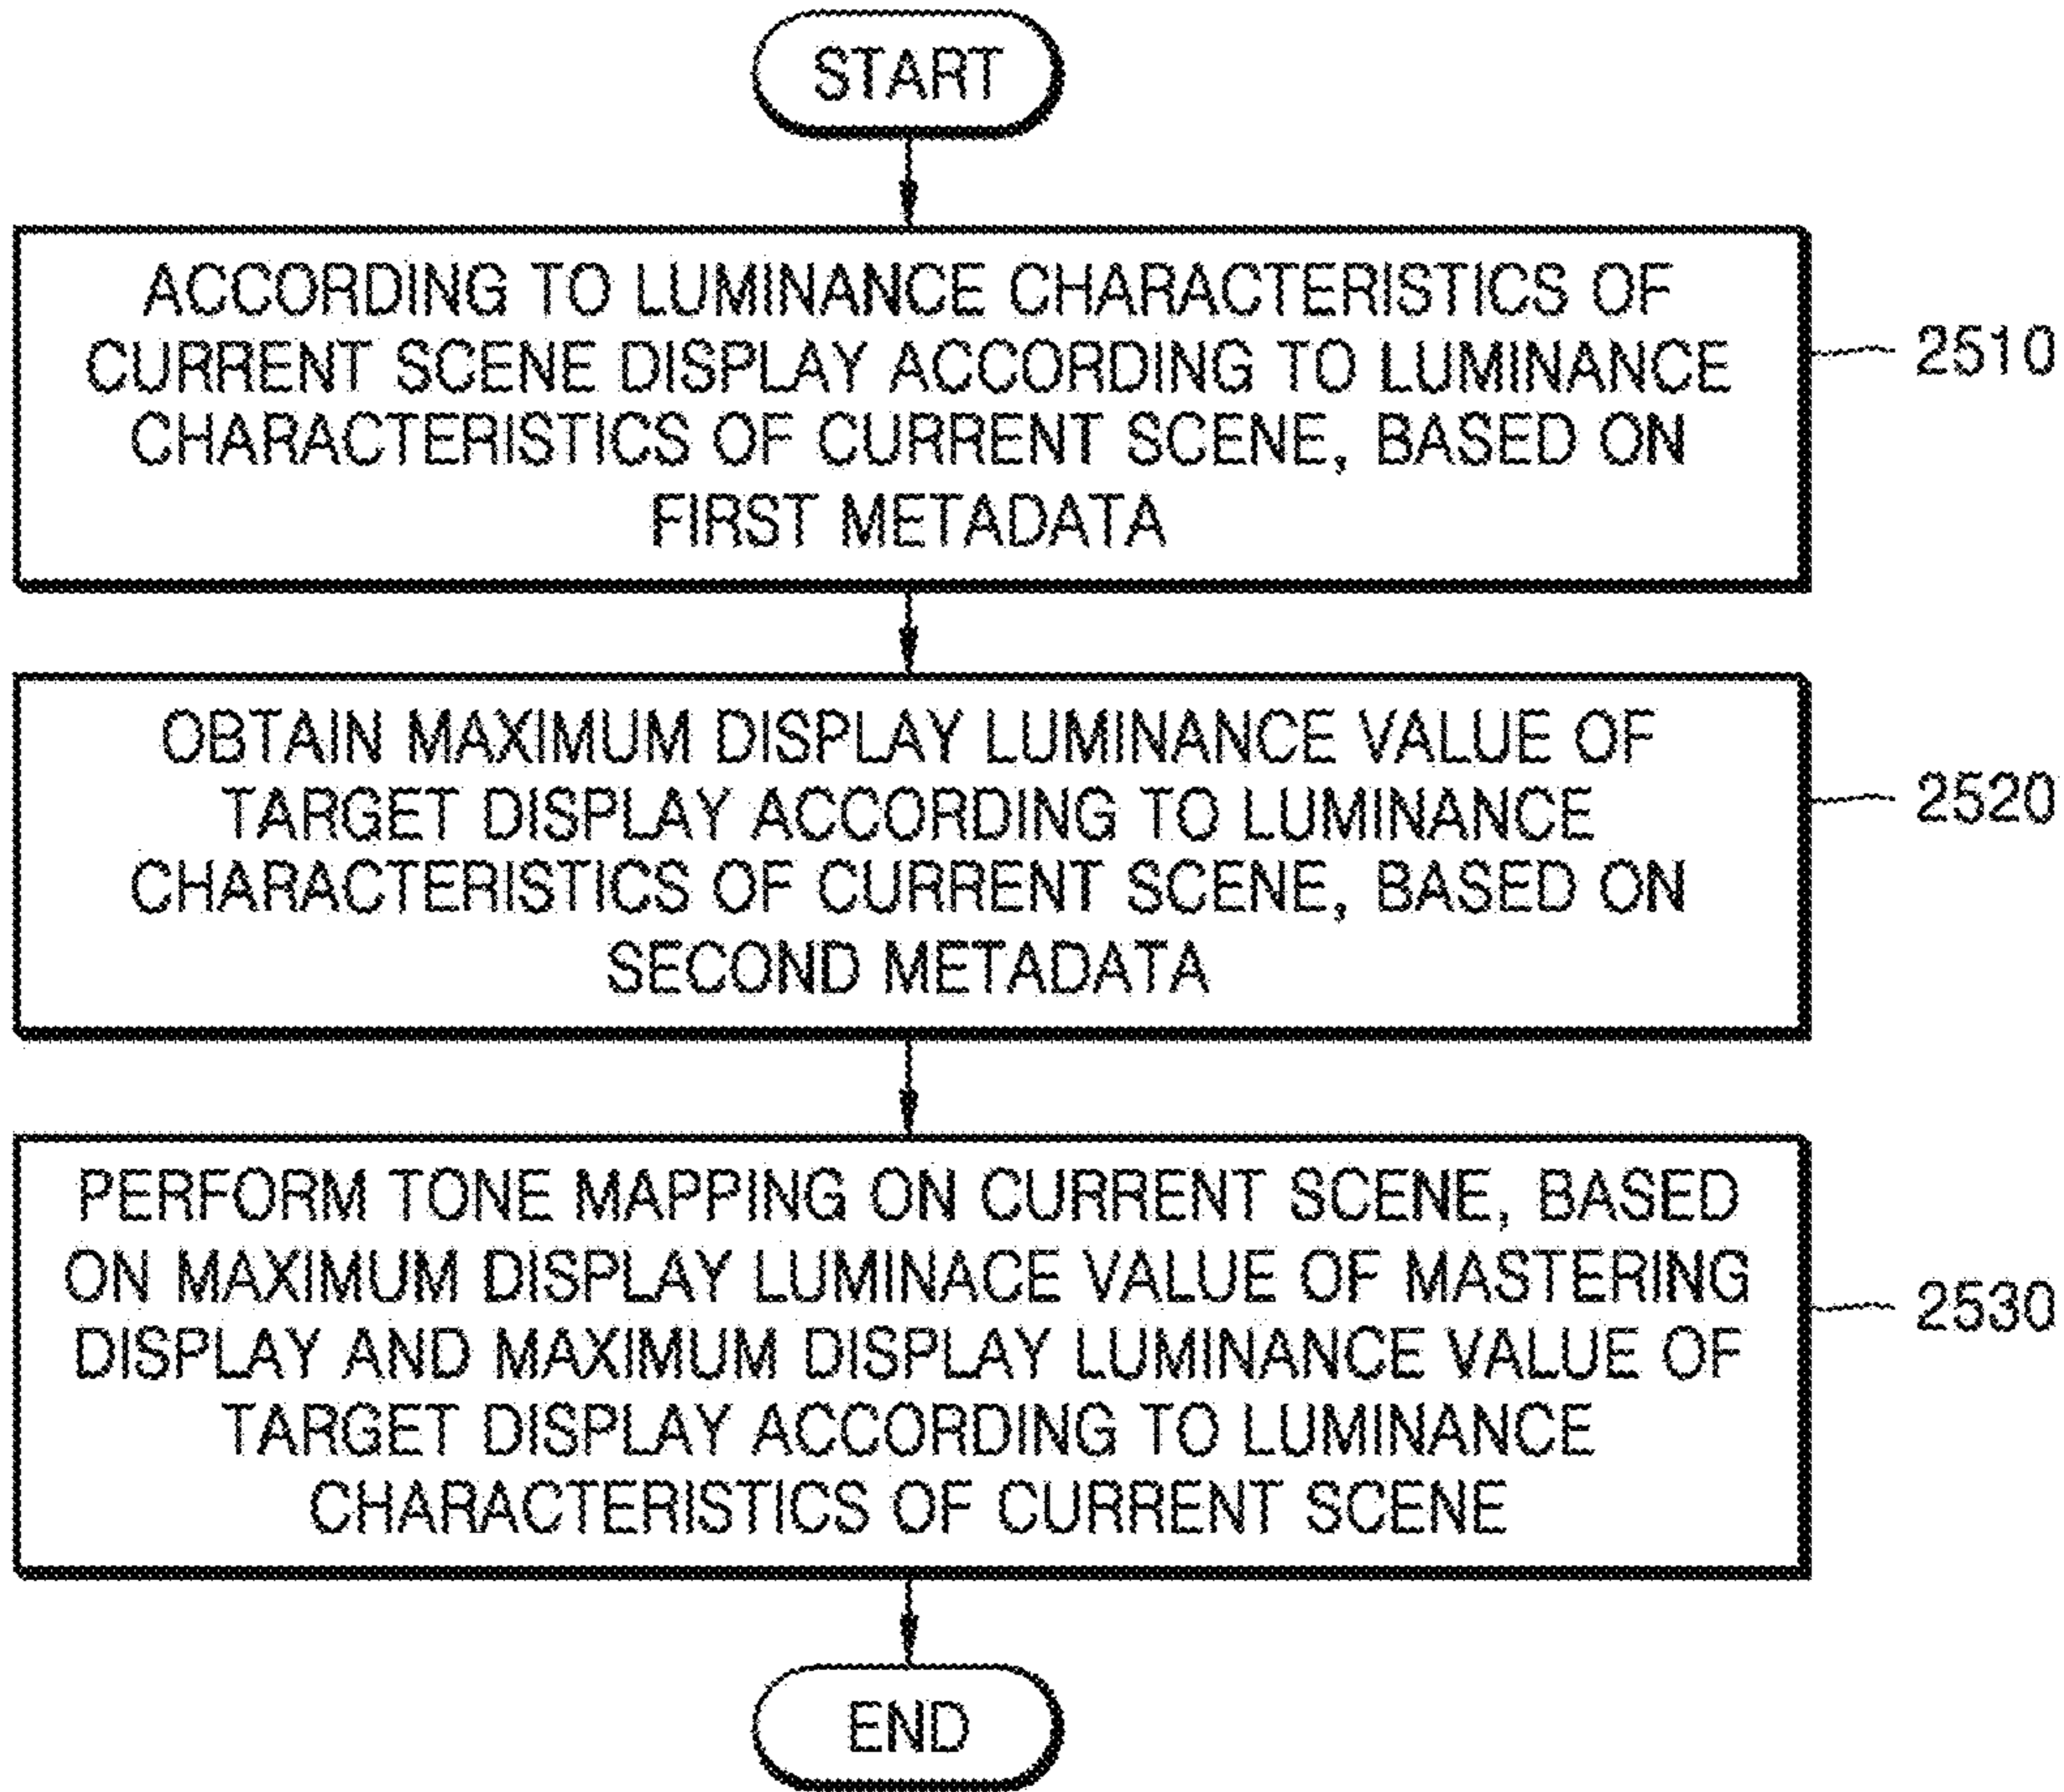 START
ACCORDING TO LUMINANCE CHARACTERISTICS OF
CURRENT SCENE DISPLAY ACCORDING TO LUMINANCE
CHARACTERISTICS OF CURRENT SCENE, BASED ON
FIRST METADATA
2510
OBTAIN MAXIMUM DISPLAY LUMINANCE VALUE OF
TARGET DISPLAY ACCORDING TO LUMINANCE
CHARACTERISTICS OF CURRENT SCENE, BASED ON
SECOND METADATA
2520
PERFORM TONE MAPPING ON CURRENT SCENE, BASED
ON MAXIMUM DISPLAY LUMINACE VALUE OF MASTERING
DISPLAY AND MAXIMUM DISPLAY LUMINANCE VALUE OF
TARGET DISPLAY ACCORDING TO LUMINANCE
CHARACTERISTICS OF CURRENT SCENE
2530
END